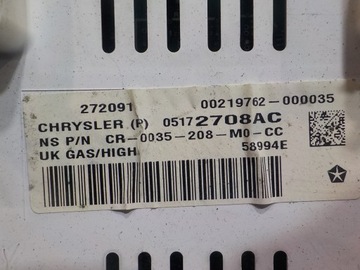 272091 00219762-000035
CHRYSLER (P) 05172708AC
NS P/N CR-0035-208-M0-CC
UK GAS/HIGH 58994E